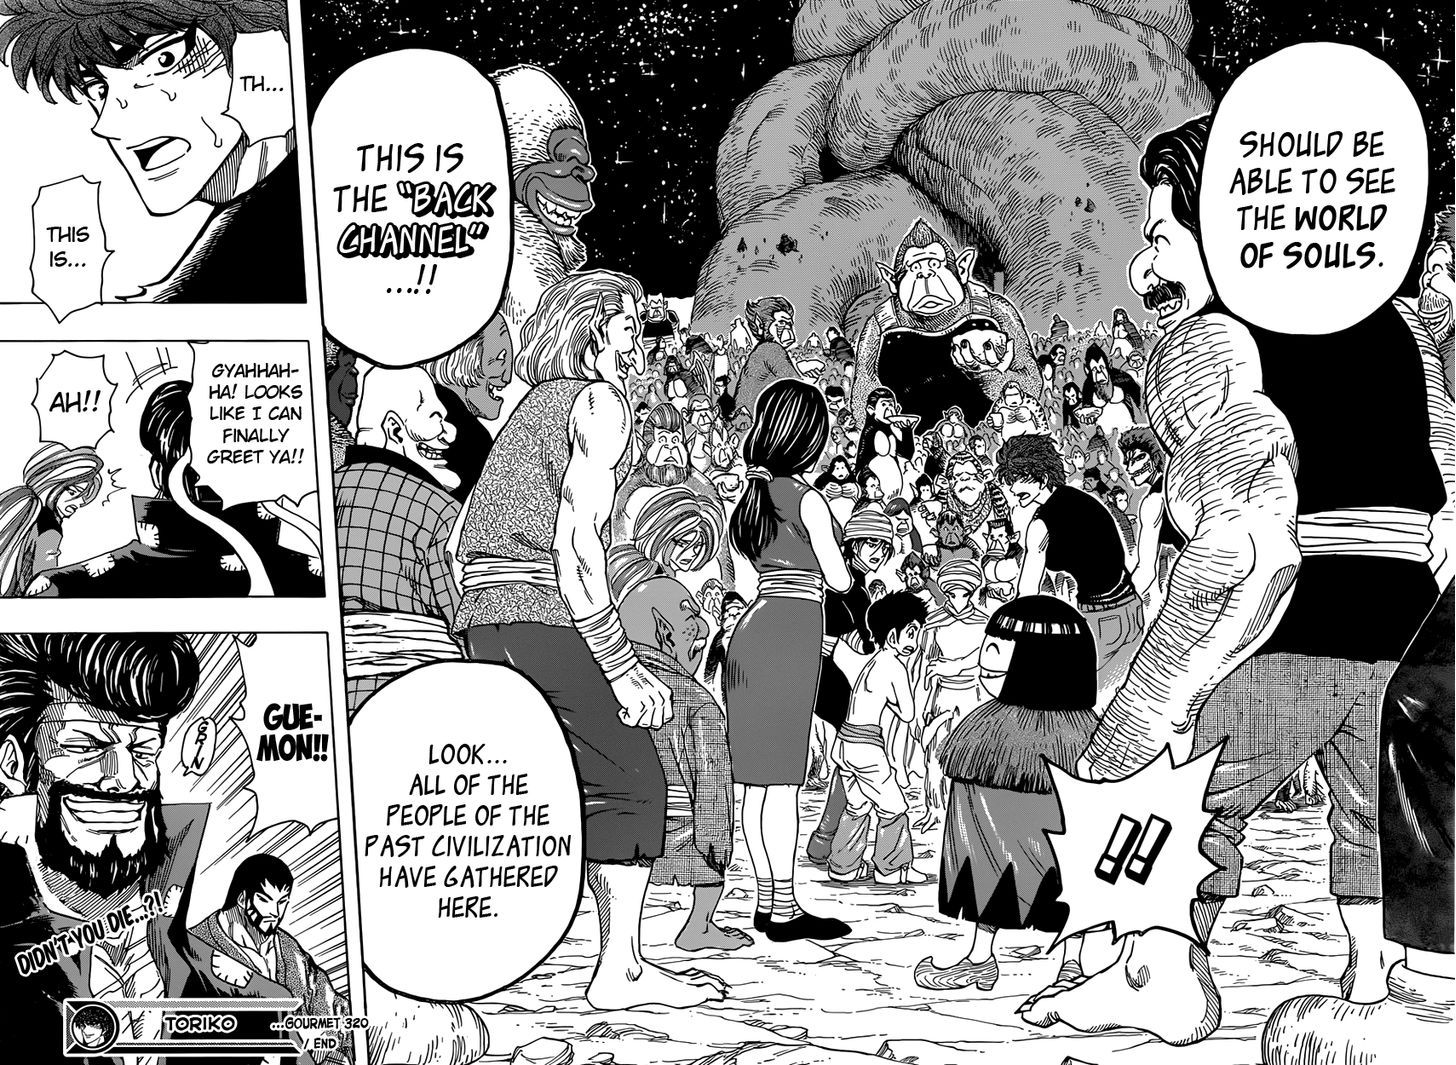 SHOULD BE
ABLE TO SEE
THE WORLD
OF SOULS.
THIS IS
THE "BACK
CHANNEL"
...!!
!!
LOOK...
ALL OF THE
PEOPLE OF THE
PAST CIVILIZATION
HAVE GATHERED
HERE.
TH...
THIS
IS...
GYAHHAH-
HA! LOOKS
LIKE I CAN
FINALLY
GREET YA!!
AH!!
GUE-
MON!!
GRIN
DIDN'T YOU DIE...?!
TORIKO ...GOURMET 320
/ END